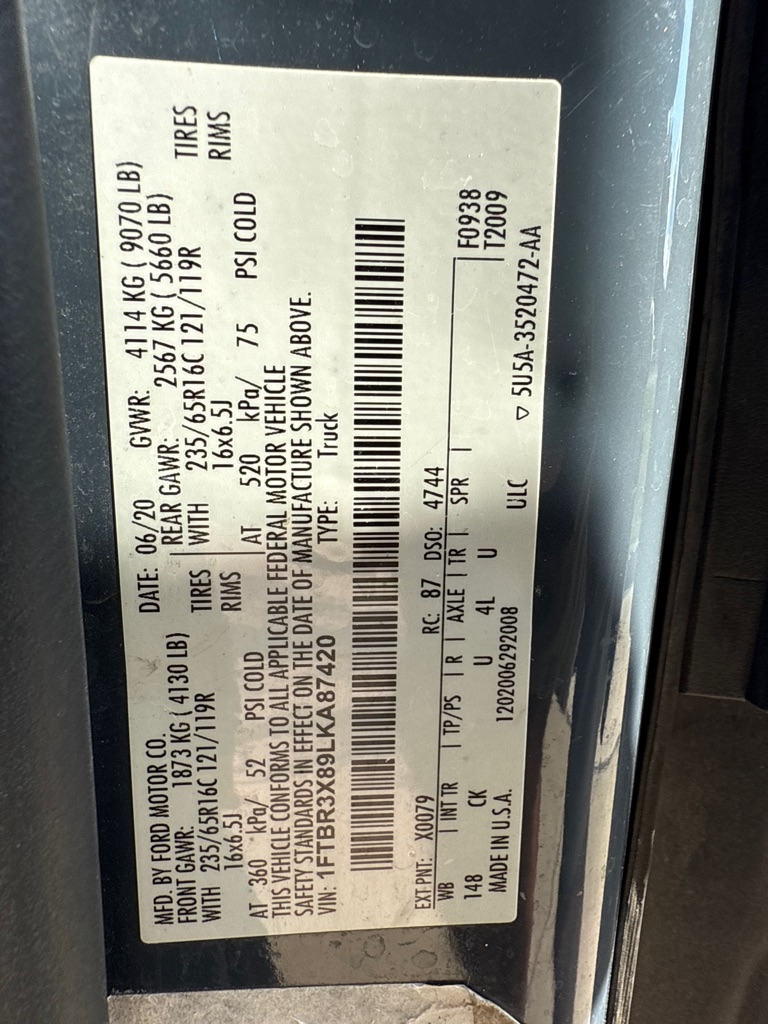 MFD. BY FORD MOTOR CO. DATE: 06/20 GVWR: 4114 KG ( 9070 LB)
FRONT GAWR: 1873 KG ( 4130 LB) REAR GAWR: 2567 KG ( 5660 LB)
WITH 235/65R16C 121/119R TIRES WITH 235/65R16C 121/119R TIRES
16x6.5J RIMS 16x6.5J RIMS
AT 360 kPa/ 52 PSI COLD AT 520 kPa/ 75 PSI COLD
THIS VEHICLE CONFORMS TO ALL APPLICABLE FEDERAL MOTOR VEHICLE
SAFETY STANDARDS IN EFFECT ON THE DATE OF MANUFACTURE SHOWN ABOVE.
VIN: 1FTBR3X89LKA87420 TYPE: Truck
EXT PNT: X0079 RC: 87 DSO: 4744 F0938
WB INT TR TP/PS R AXLE TR SPR T2009
148 CK U 4L U
MADE IN U.S.A. 1202006292008 ULC ▽ 5U5A-3520472-AA